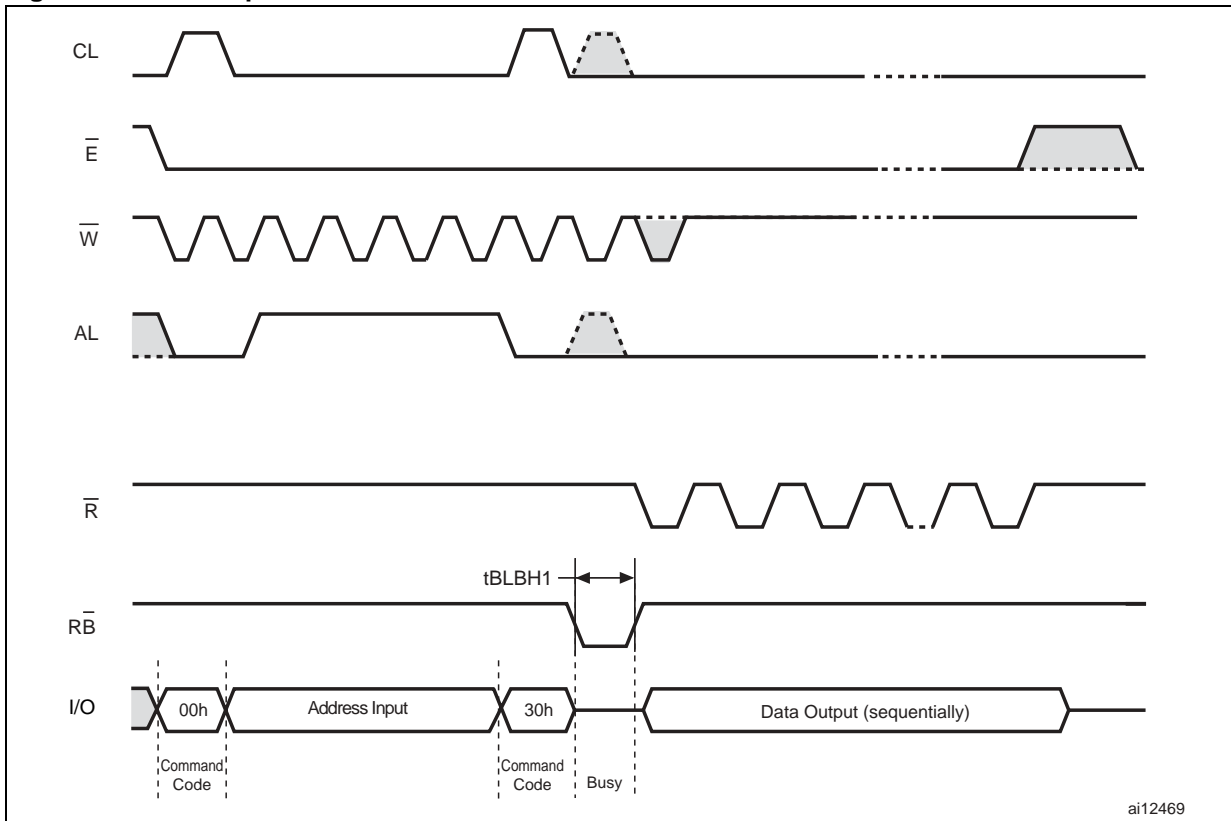 CL
E̅
W̅
AL
R̅
tBLBH1
RB̅
I/O
00h
Address Input
30h
Data Output (sequentially)
Command
Code
Command
Code
Busy
ai12469